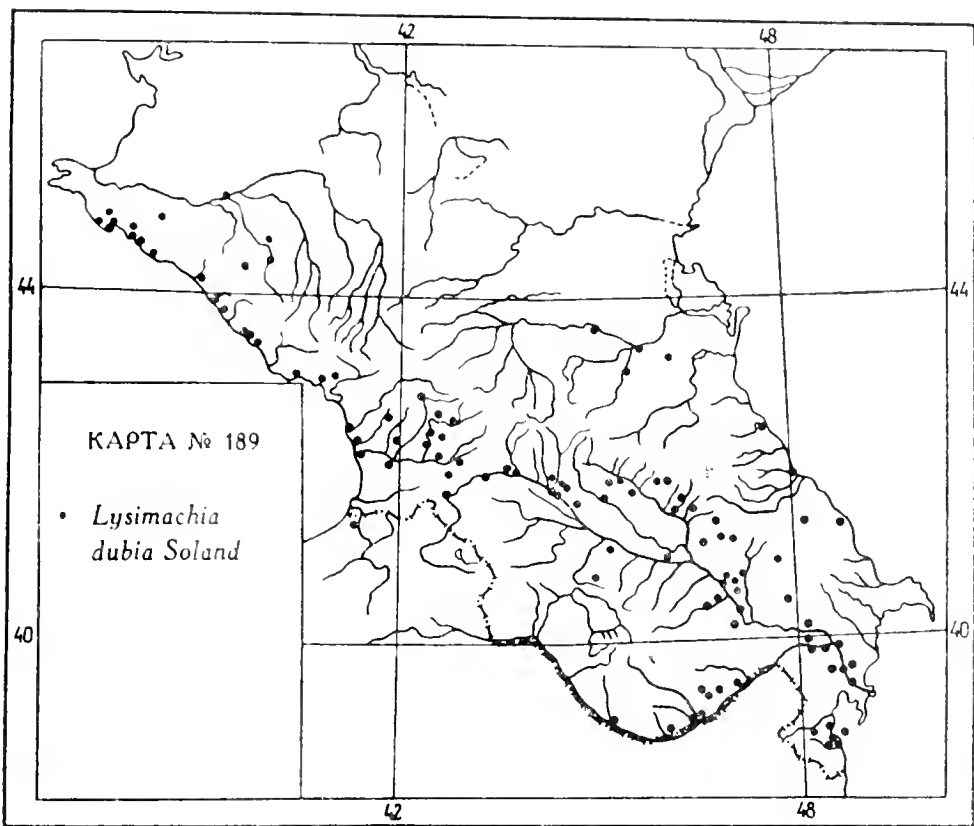 42 48
44 44
КАРТА № 189
• Lysimachia
dubia Soland
40 40
42 48